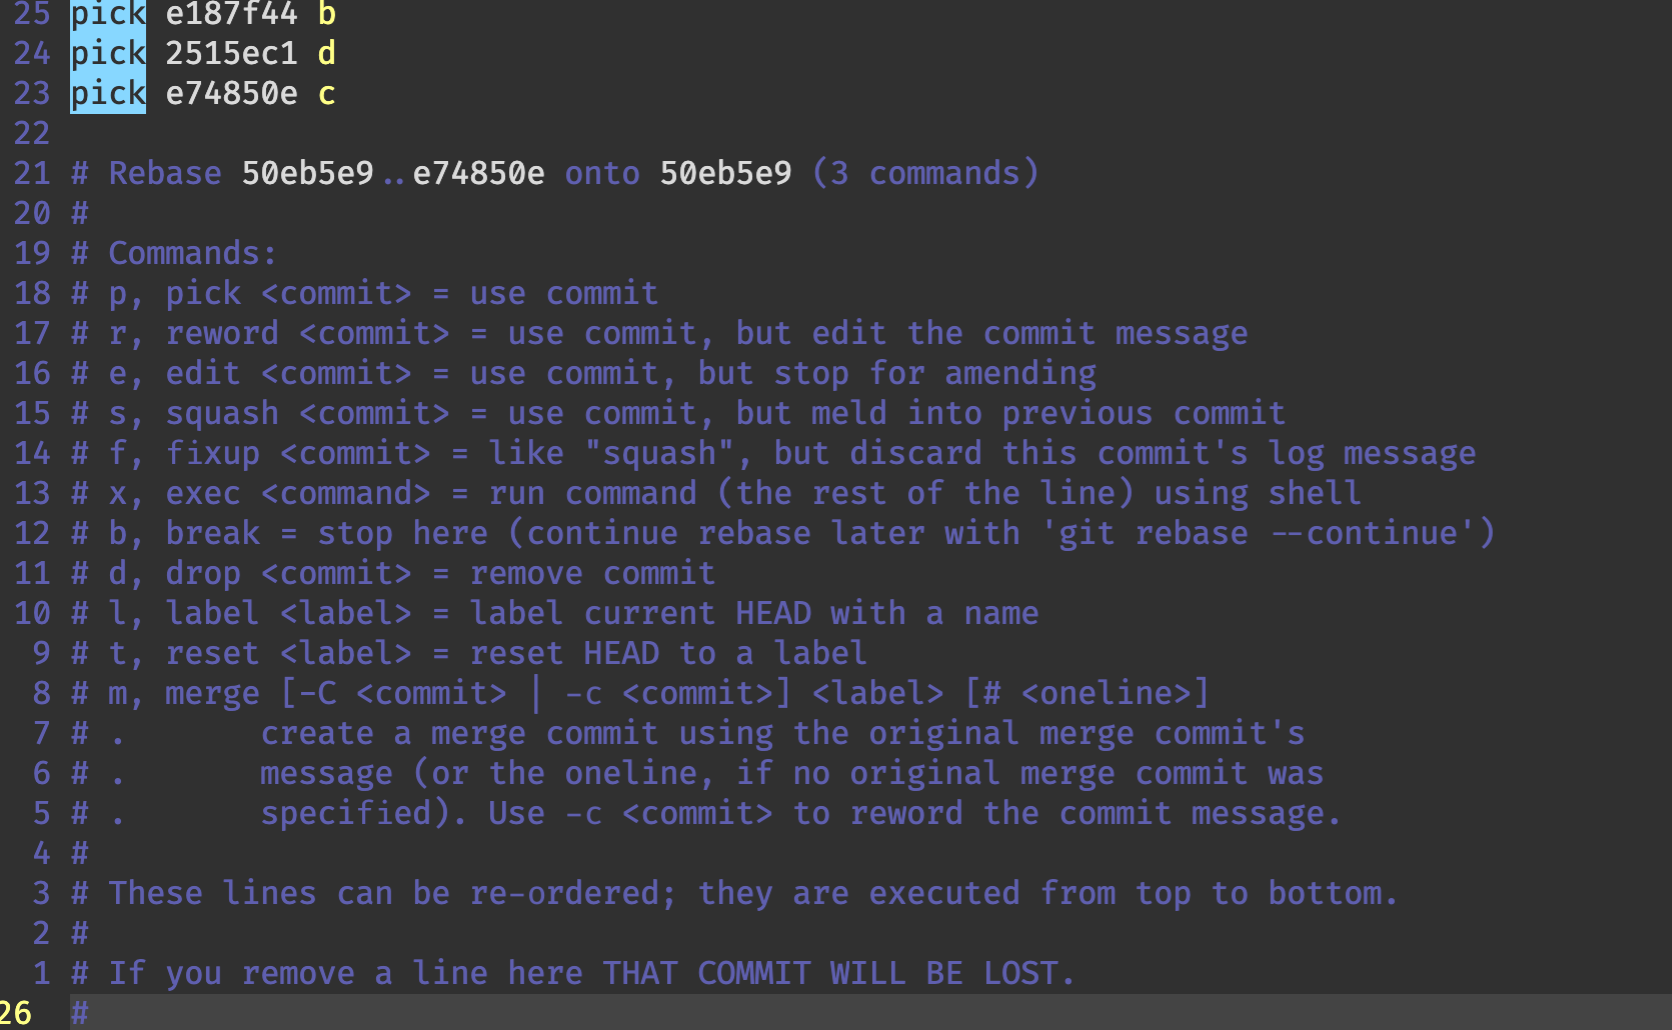 25 pick e187f44 b
24 pick 2515ec1 d
23 pick e74850e c
22
21 # Rebase 50eb5e9..e74850e onto 50eb5e9 (3 commands)
20 #
19 # Commands:
18 # p, pick <commit> = use commit
17 # r, reword <commit> = use commit, but edit the commit message
16 # e, edit <commit> = use commit, but stop for amending
15 # s, squash <commit> = use commit, but meld into previous commit
14 # f, fixup <commit> = like "squash", but discard this commit's log message
13 # x, exec <command> = run command (the rest of the line) using shell
12 # b, break = stop here (continue rebase later with 'git rebase --continue')
11 # d, drop <commit> = remove commit
10 # l, label <label> = label current HEAD with a name
9 # t, reset <label> = reset HEAD to a label
8 # m, merge [-C <commit> | -c <commit>] <label> [# <oneline>]
7 # .       create a merge commit using the original merge commit's
6 # .       message (or the oneline, if no original merge commit was
5 # .       specified). Use -c <commit> to reword the commit message.
4 #
3 # These lines can be re-ordered; they are executed from top to bottom.
2 #
1 # If you remove a line here THAT COMMIT WILL BE LOST.
26 #